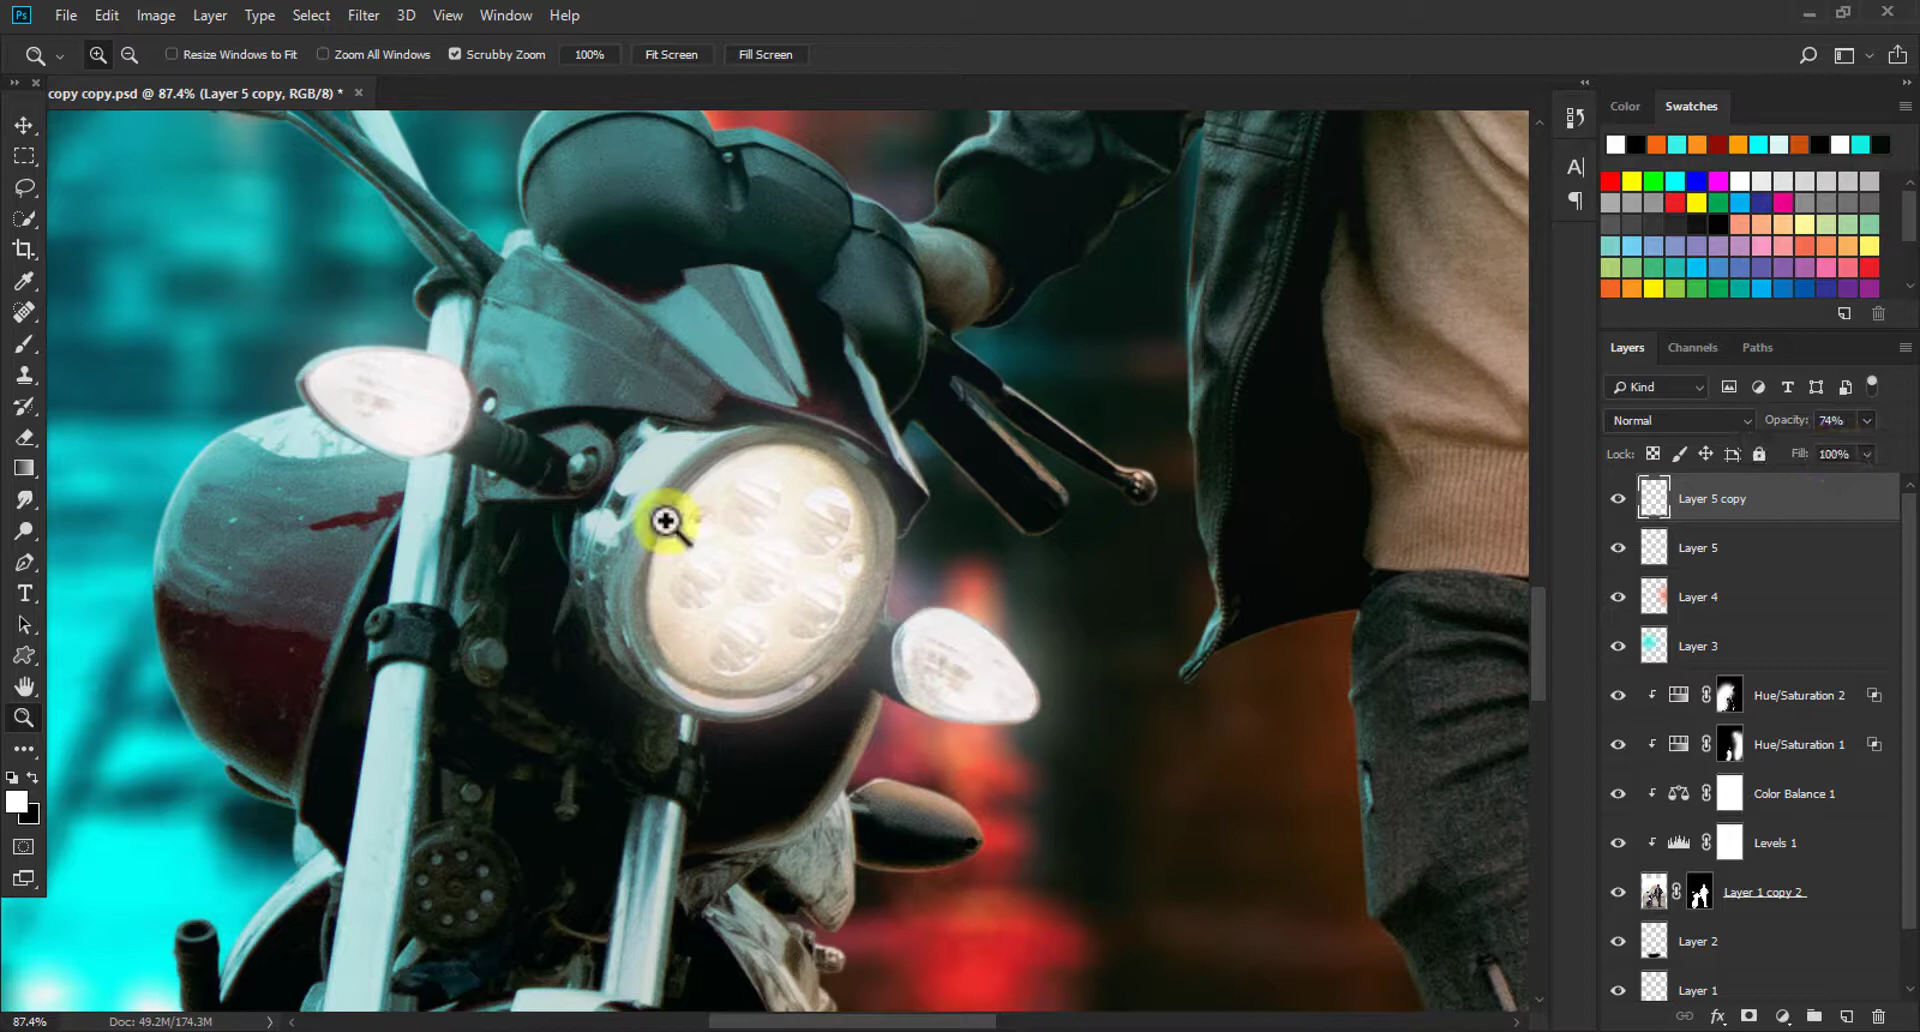 Ps File Edit Image Layer Type Select Filter 3D View Window Help
Resize Windows to Fit Zoom All Windows Scrubby Zoom 100% Fit Screen Fill Screen
copy copy.psd @ 87.4% (Layer 5 copy, RGB/8) *
Color Swatches
Layers Channels Paths
Kind
Normal Opacity: 74%
Lock: Fill: 100%
Layer 5 copy
Layer 5
Layer 4
Layer 3
Hue/Saturation 2
Hue/Saturation 1
Color Balance 1
Levels 1
Layer 1 copy 2
Layer 2
Layer 1
87.4% Doc: 49.2M/174.3M